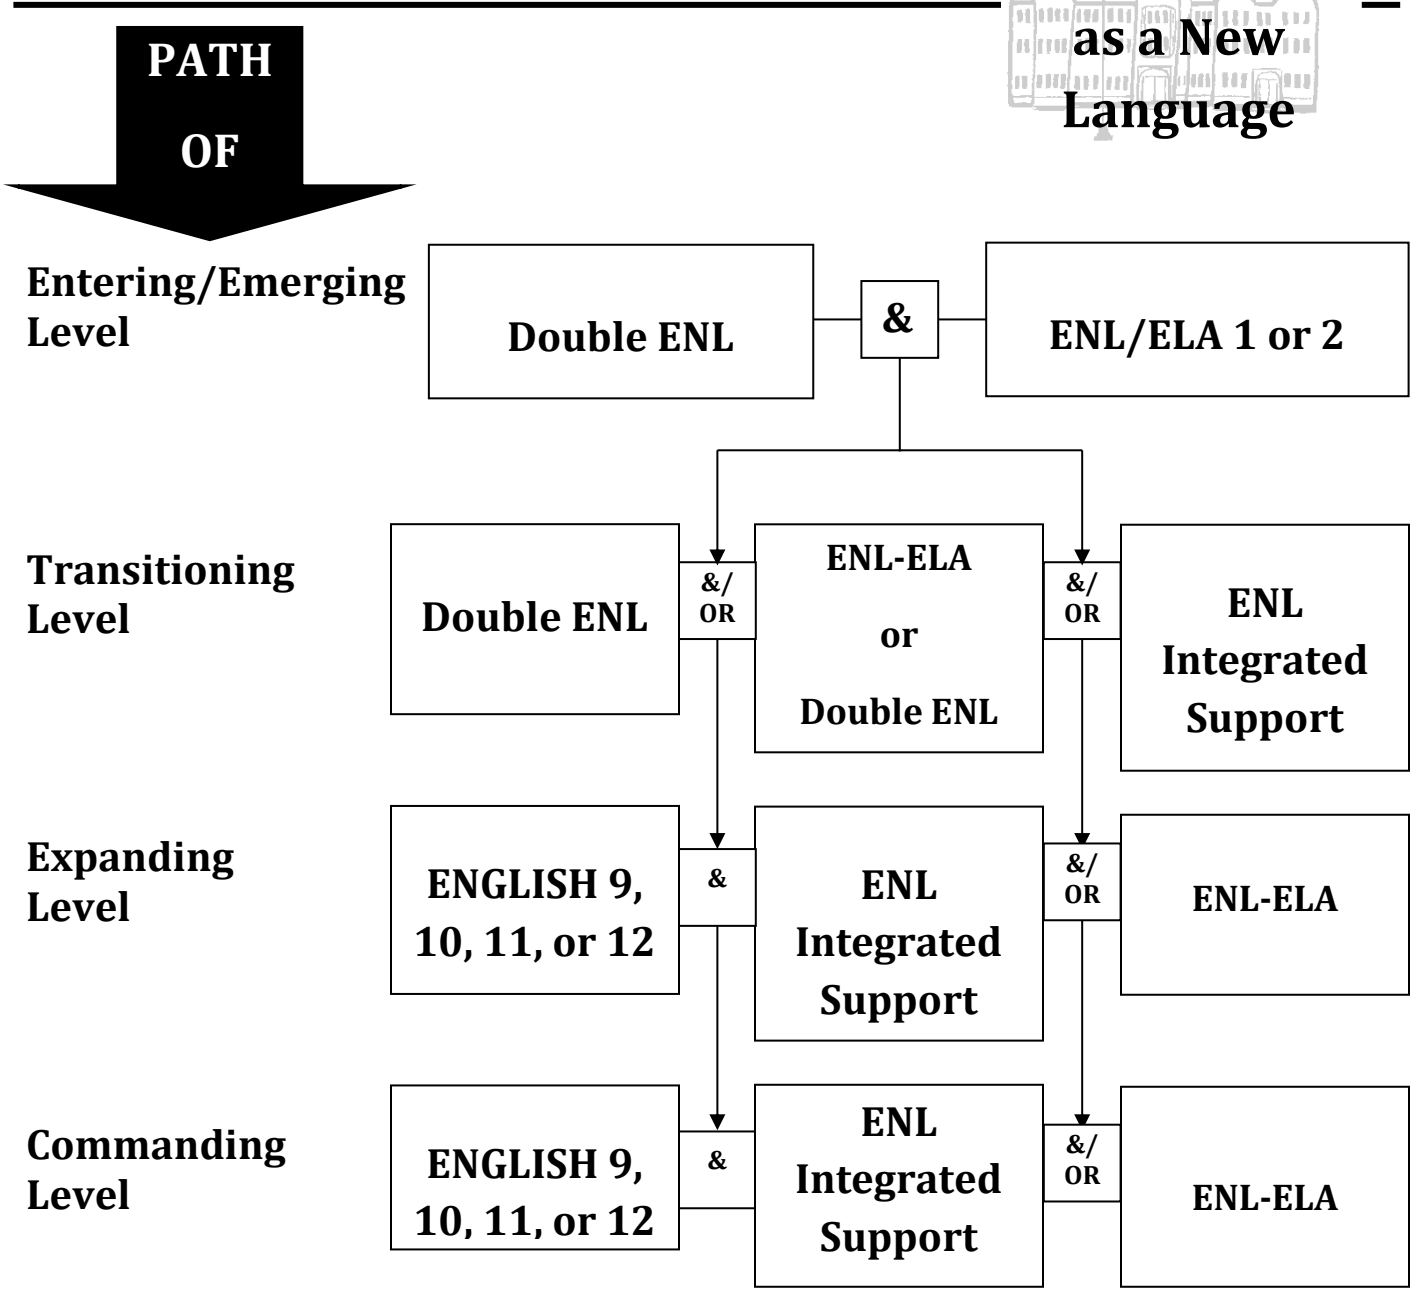 as a New
Language
PATH
OF
Entering/Emerging
Level
Double ENL
&
ENL/ELA 1 or 2
Transitioning
Level
Double ENL
&/
OR
ENL-ELA
or
Double ENL
&/
OR
ENL
Integrated
Support
Expanding
Level
ENGLISH 9,
10, 11, or 12
&
ENL
Integrated
Support
&/
OR
ENL-ELA
Commanding
Level
ENGLISH 9,
10, 11, or 12
&
ENL
Integrated
Support
&/
OR
ENL-ELA